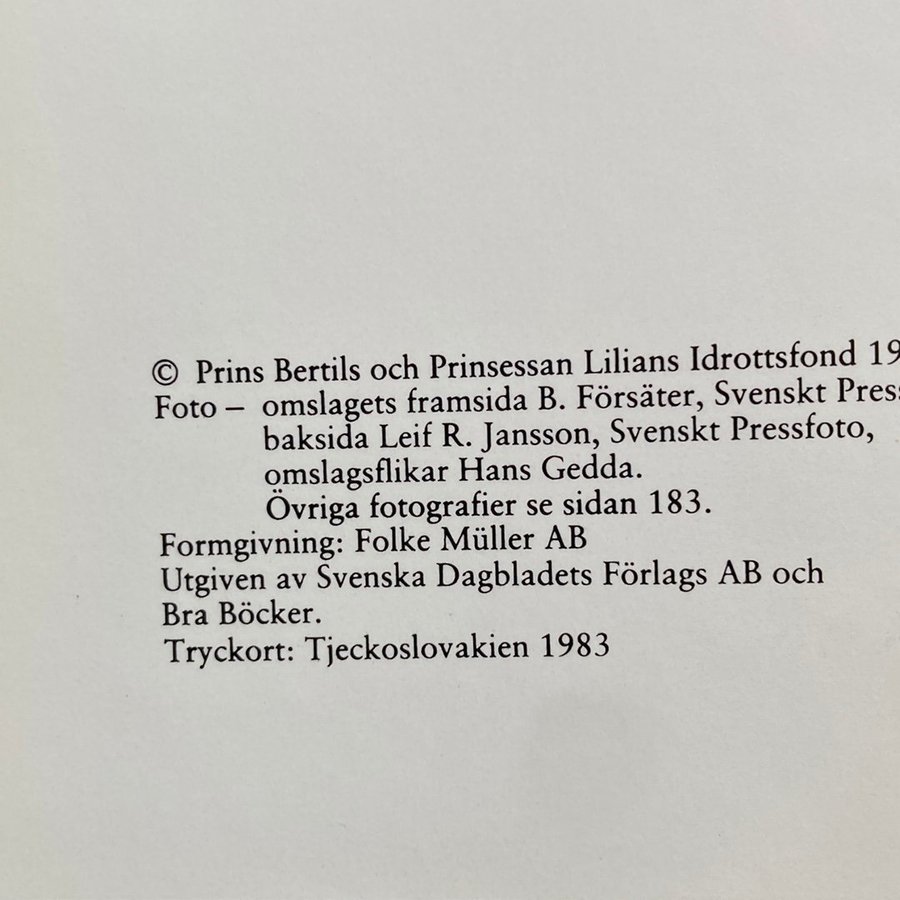 © Prins Bertils och Prinsessan Lilians Idrottsfond
Foto – omslagets framsida B. Försäter, Svenskt
baksida Leif R. Jansson, Svenskt Pressfoto,
omslagsflikar Hans Gedda.
Övriga fotografier se sidan 183.
Formgivning: Folke Müller AB
Utgiven av Svenska Dagbladets Förlags AB och
Bra Böcker.
Tryckort: Tjeckoslovakien 1983